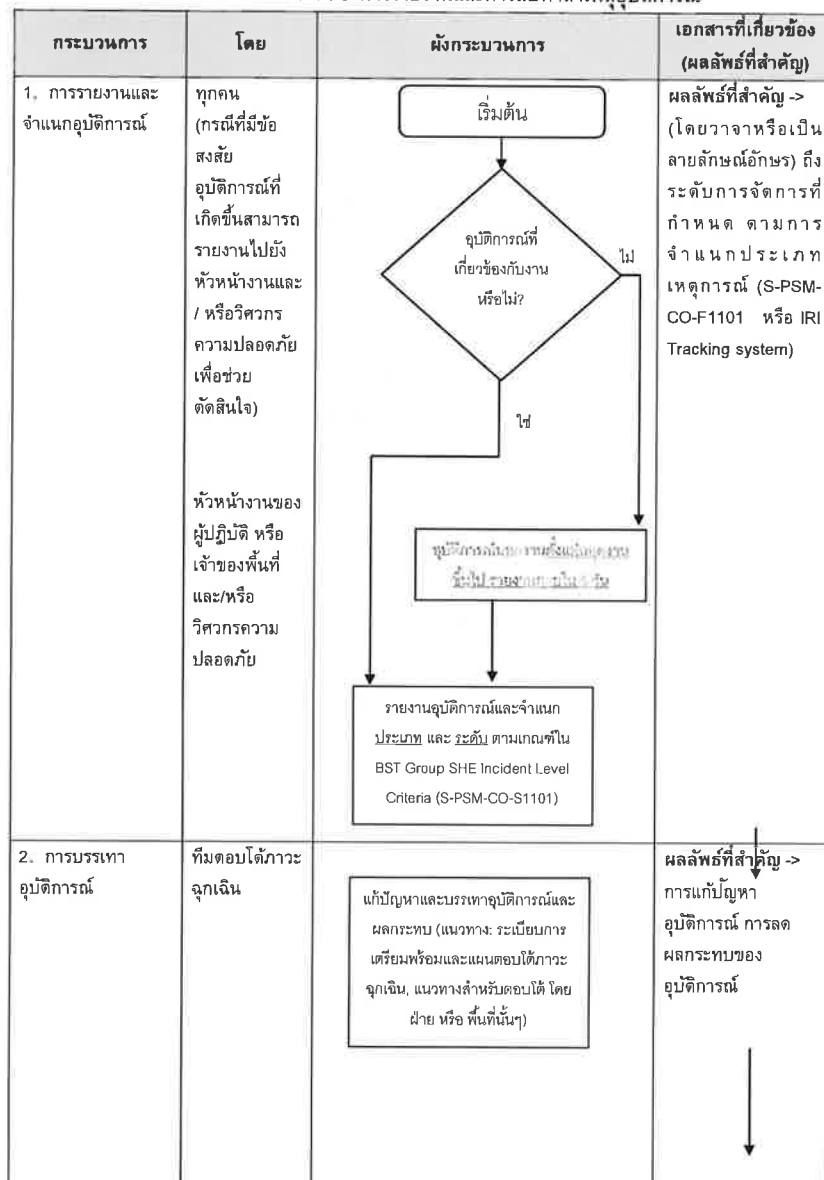 กระบวนการ
โดย
ผังกระบวนการ
เอกสารที่เกี่ยวข้อง
(ผลลัพธ์ที่สำคัญ)
1. การรายงานและ
จำแนกอุบัติการณ์
ทุกคน
(กรณีที่มีข้อ
สงสัย
อุบัติการณ์ที่
เกิดขึ้นสามารถ
รายงานไปยัง
หัวหน้างานและ
/ หรือวิศวกร
ความปลอดภัย
เพื่อช่วย
ตัดสินใจ)
หัวหน้างานของ
ผู้ปฏิบัติ หรือ
เจ้าของพื้นที่
และ/หรือ
วิศวกรความ
ปลอดภัย
เริ่มต้น
อุบัติการณ์ที่
เกี่ยวข้องกับงาน
หรือไม่?
ไม่
ใช่
ขึ้นไป วัน
รายงานอุบัติการณ์และจำแนก
ประเภท และ ระดับ ตามเกณฑ์ใน
BST Group SHE Incident Level
Criteria (S-PSM-CO-S1101)
ผลลัพธ์ที่สำคัญ ->
(โดยวาจาหรือเป็น
ลายลักษณ์อักษร) ถึง
ระดับการจัดการที่
กำหนด ตามการ
จำแนกประเภท
เหตุการณ์ (S-PSM-
CO-F1101 หรือ IRI
Tracking system)
2. การบรรเทา
อุบัติการณ์
ทีมตอบโต้ภาวะ
ฉุกเฉิน
แก้ปัญหาและบรรเทาอุบัติการณ์และ
ผลกระทบ (แนวทาง: ระเบียบการ
เตรียมพร้อมและแผนตอบโต้ภาวะ
ฉุกเฉิน, แนวทางสำหรับตอบโต้ โดย
ฝ่าย หรือ พื้นที่นั้นๆ)
ผลลัพธ์ที่สำคัญ ->
การแก้ปัญหา
อุบัติการณ์ การลด
ผลกระทบของ
อุบัติการณ์